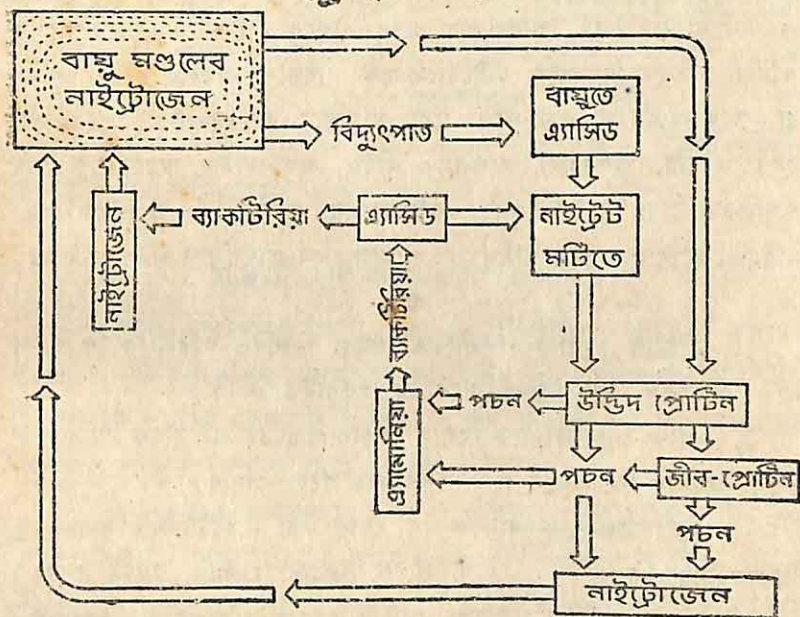 বায়ু মণ্ডলের
নাইট্রোজেন
বিদ্যুৎপাত
বায়ুতে
এ্যাসিড
নাইট্রোজেন
ব্যাকটিরিয়া
এ্যাসিড
নাইট্রেট
মাটিতে
ব্যাকটিরিয়া
এ্যামোনিয়া
পচন
উদ্ভিদ প্রোটিন
পচন
জীব-প্রোটিন
পচন
নাইট্রোজেন